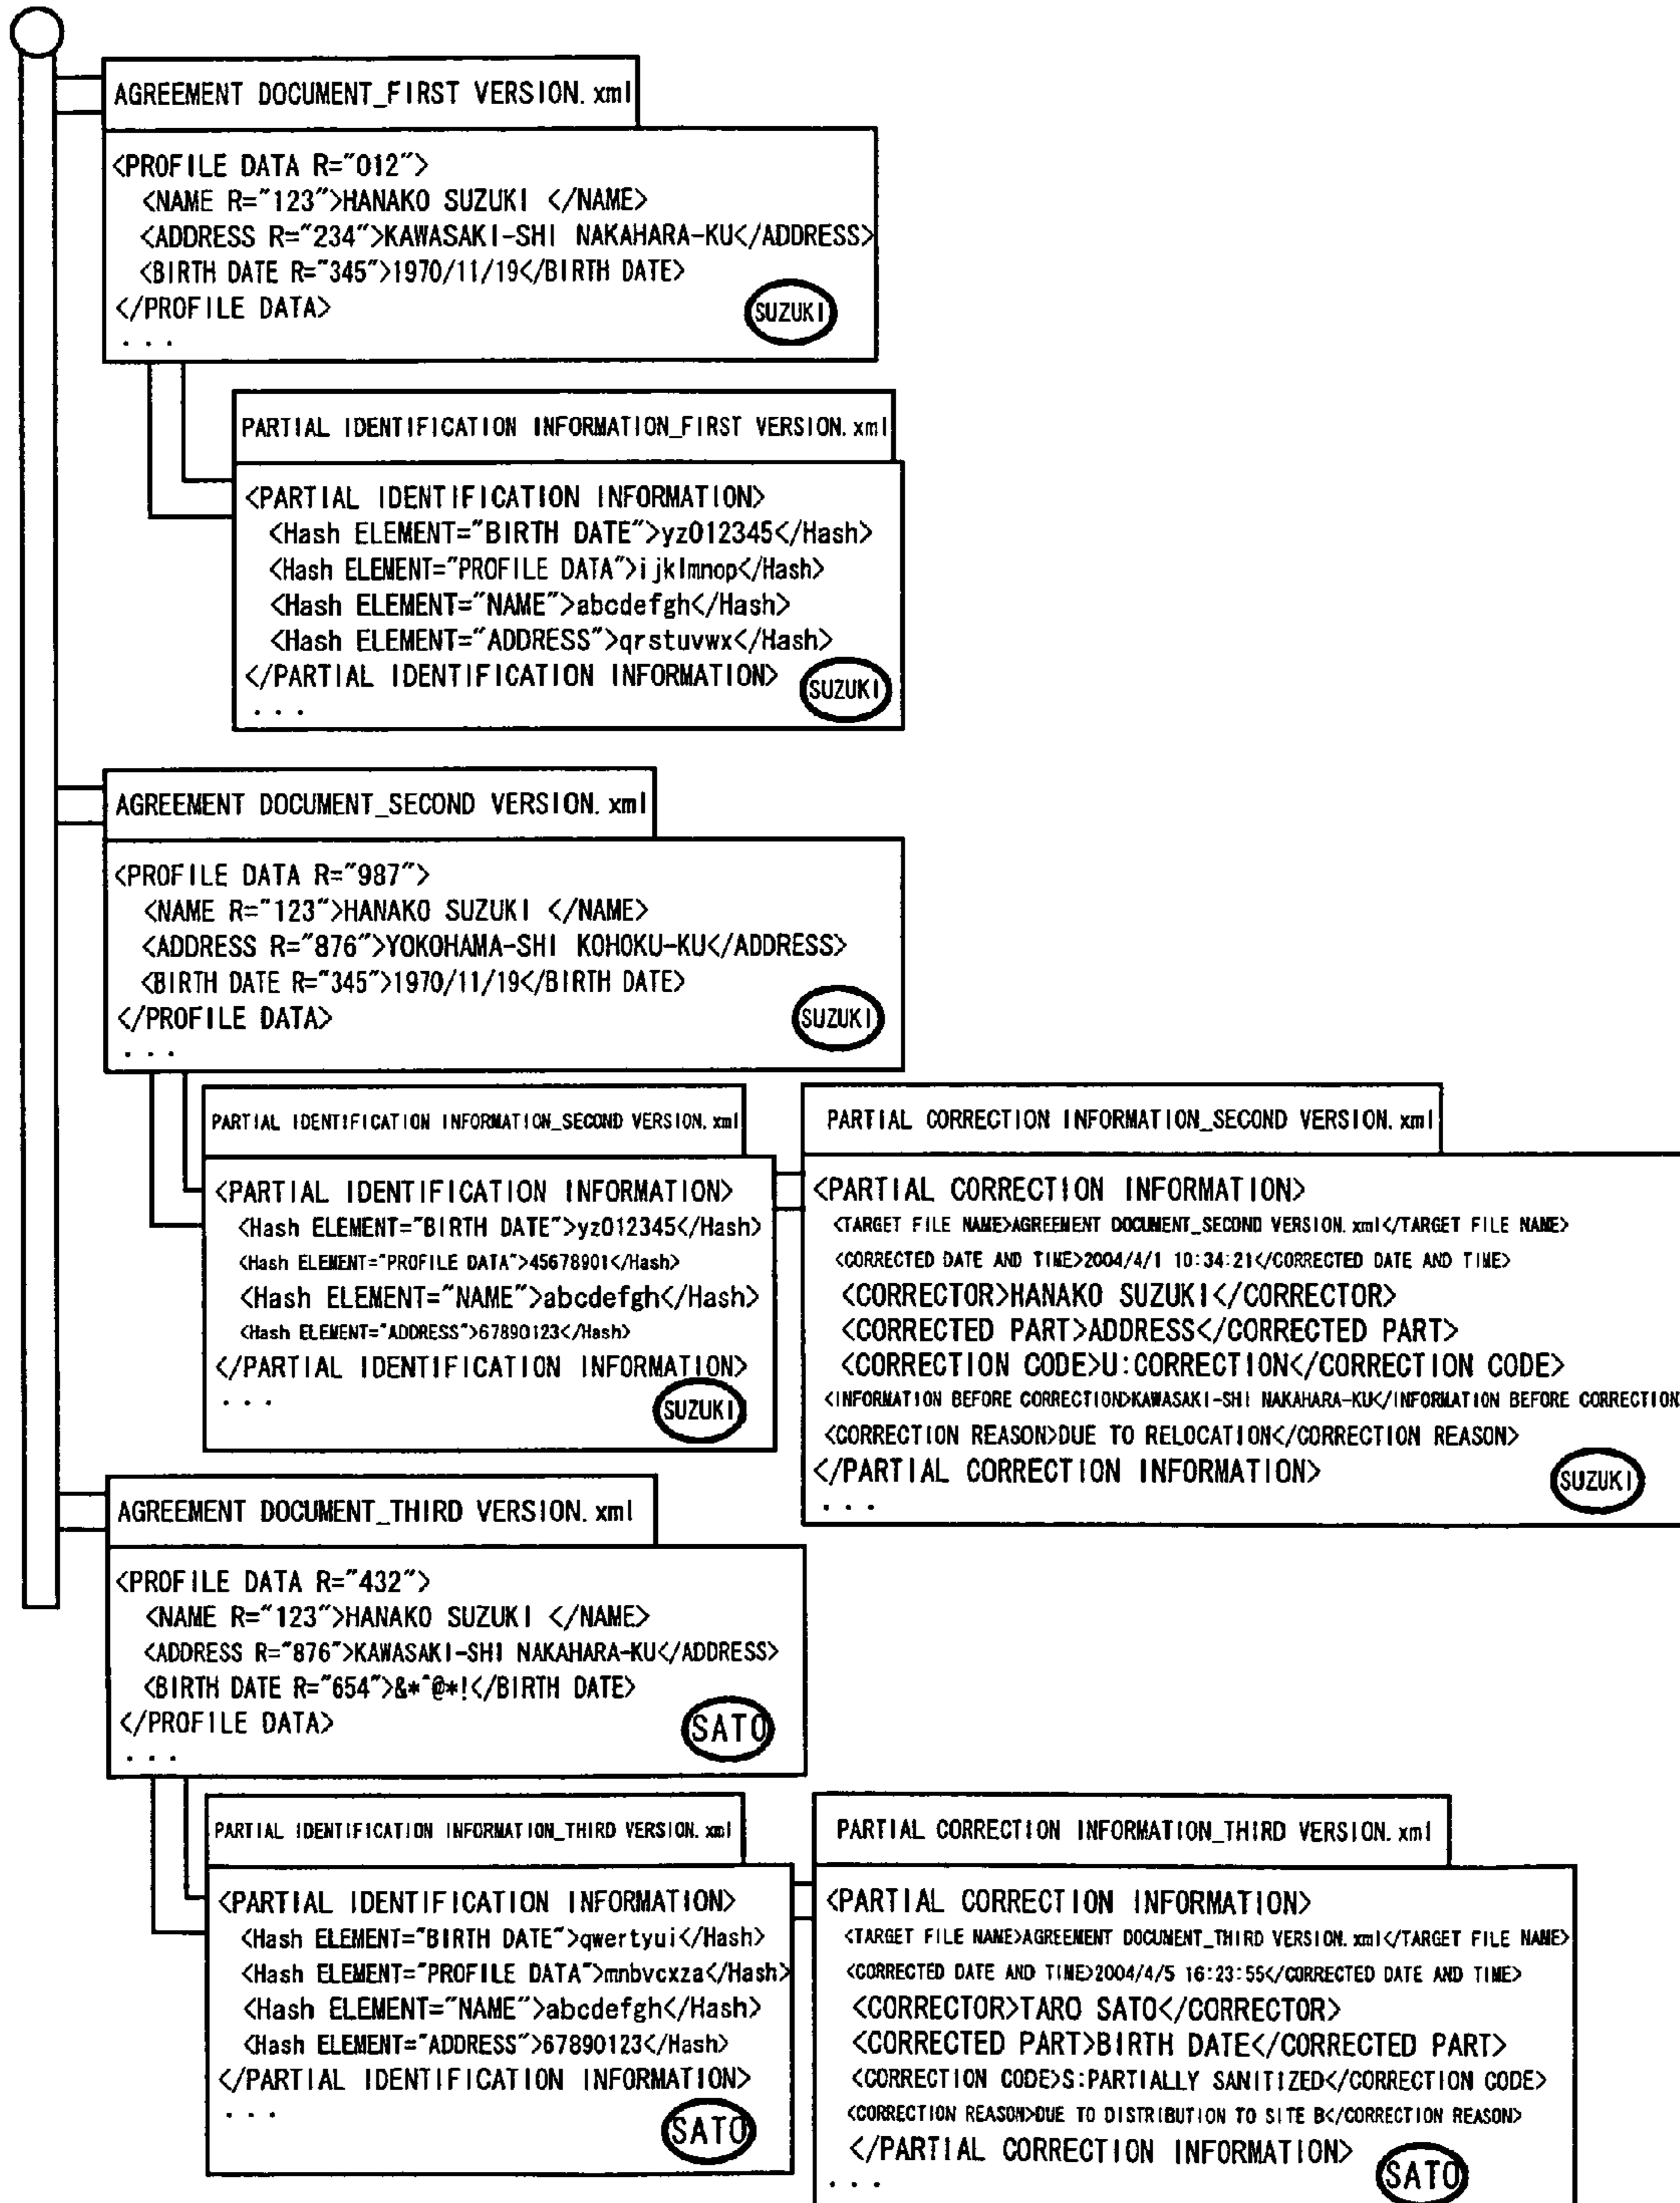 AGREEMENT DOCUMENT_FIRST VERSION.xml
<PROFILE DATA R="012">
<NAME R="123">HANAKO SUZUKI </NAME>
<ADDRESS R="234">KAWASAKI-SHI NAKAHARA-KU</ADDRESS>
<BIRTH DATE R="345">1970/11/19</BIRTH DATE>
</PROFILE DATA>
SUZUKI
...
PARTIAL IDENTIFICATION INFORMATION_FIRST VERSION.xml
<PARTIAL IDENTIFICATION INFORMATION>
<Hash ELEMENT="BIRTH DATE">yz012345</Hash>
<Hash ELEMENT="PROFILE DATA">ijklmnop</Hash>
<Hash ELEMENT="NAME">abcdefgh</Hash>
<Hash ELEMENT="ADDRESS">qrstuvwx</Hash>
</PARTIAL IDENTIFICATION INFORMATION>
SUZUKI
...
AGREEMENT DOCUMENT_SECOND VERSION.xml
<PROFILE DATA R="987">
<NAME R="123">HANAKO SUZUKI </NAME>
<ADDRESS R="876">YOKOHAMA-SHI KOHOKU-KU</ADDRESS>
<BIRTH DATE R="345">1970/11/19</BIRTH DATE>
</PROFILE DATA>
SUZUKI
...
PARTIAL IDENTIFICATION INFORMATION_SECOND VERSION.xml
<PARTIAL IDENTIFICATION INFORMATION>
<Hash ELEMENT="BIRTH DATE">yz012345</Hash>
<Hash ELEMENT="PROFILE DATA">45678901</Hash>
<Hash ELEMENT="NAME">abcdefgh</Hash>
<Hash ELEMENT="ADDRESS">67890123</Hash>
</PARTIAL IDENTIFICATION INFORMATION>
...
SUZUKI
PARTIAL CORRECTION INFORMATION_SECOND VERSION.xml
<PARTIAL CORRECTION INFORMATION>
<TARGET FILE NAME>AGREEMENT DOCUMENT_SECOND VERSION.xml</TARGET FILE NAME>
<CORRECTED DATE AND TIME>2004/4/1 10:34:21</CORRECTED DATE AND TIME>
<CORRECTOR>HANAKO SUZUKI</CORRECTOR>
<CORRECTED PART>ADDRESS</CORRECTED PART>
<CORRECTION CODE>U:CORRECTION</CORRECTION CODE>
<INFORMATION BEFORE CORRECTION>KAWASAKI-SHI NAKAHARA-KU</INFORMATION BEFORE CORRECTION
<CORRECTION REASON>DUE TO RELOCATION</CORRECTION REASON>
</PARTIAL CORRECTION INFORMATION>
SUZUKI
...
AGREEMENT DOCUMENT_THIRD VERSION.xml
<PROFILE DATA R="432">
<NAME R="123">HANAKO SUZUKI </NAME>
<ADDRESS R="876">KAWASAKI-SHI NAKAHARA-KU</ADDRESS>
<BIRTH DATE R="654">&*^@*!</BIRTH DATE>
</PROFILE DATA>
SATO
...
PARTIAL IDENTIFICATION INFORMATION_THIRD VERSION.xml
<PARTIAL IDENTIFICATION INFORMATION>
<Hash ELEMENT="BIRTH DATE">qwertyui</Hash>
<Hash ELEMENT="PROFILE DATA">mnbvcxza</Hash>
<Hash ELEMENT="NAME">abcdefgh</Hash>
<Hash ELEMENT="ADDRESS">67890123</Hash>
</PARTIAL IDENTIFICATION INFORMATION>
...
SATO
PARTIAL CORRECTION INFORMATION_THIRD VERSION.xml
<PARTIAL CORRECTION INFORMATION>
<TARGET FILE NAME>AGREEMENT DOCUMENT_THIRD VERSION.xml</TARGET FILE NAME>
<CORRECTED DATE AND TIME>2004/4/5 16:23:55</CORRECTED DATE AND TIME>
<CORRECTOR>TARO SATO</CORRECTOR>
<CORRECTED PART>BIRTH DATE</CORRECTED PART>
<CORRECTION CODE>S:PARTIALLY SANITIZED</CORRECTION CODE>
<CORRECTION REASON>DUE TO DISTRIBUTION TO SITE B</CORRECTION REASON>
</PARTIAL CORRECTION INFORMATION>
SATO
...